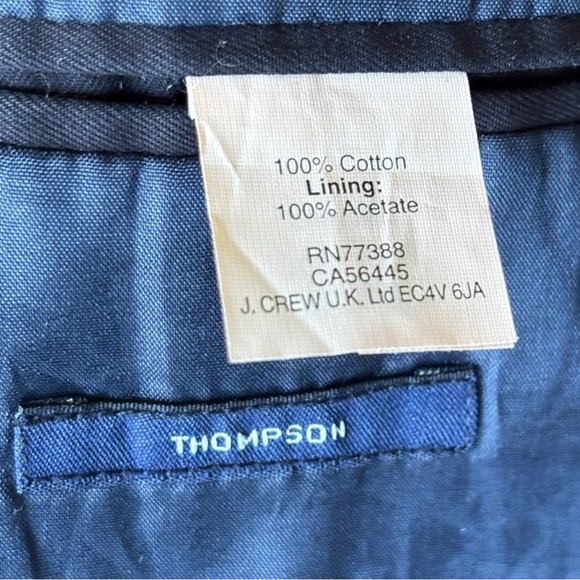 100% Cotton
Lining:
100% Acetate
RN77388
CA56445
J. CREW U.K. Ltd EC4V 6JA
THOMPSON